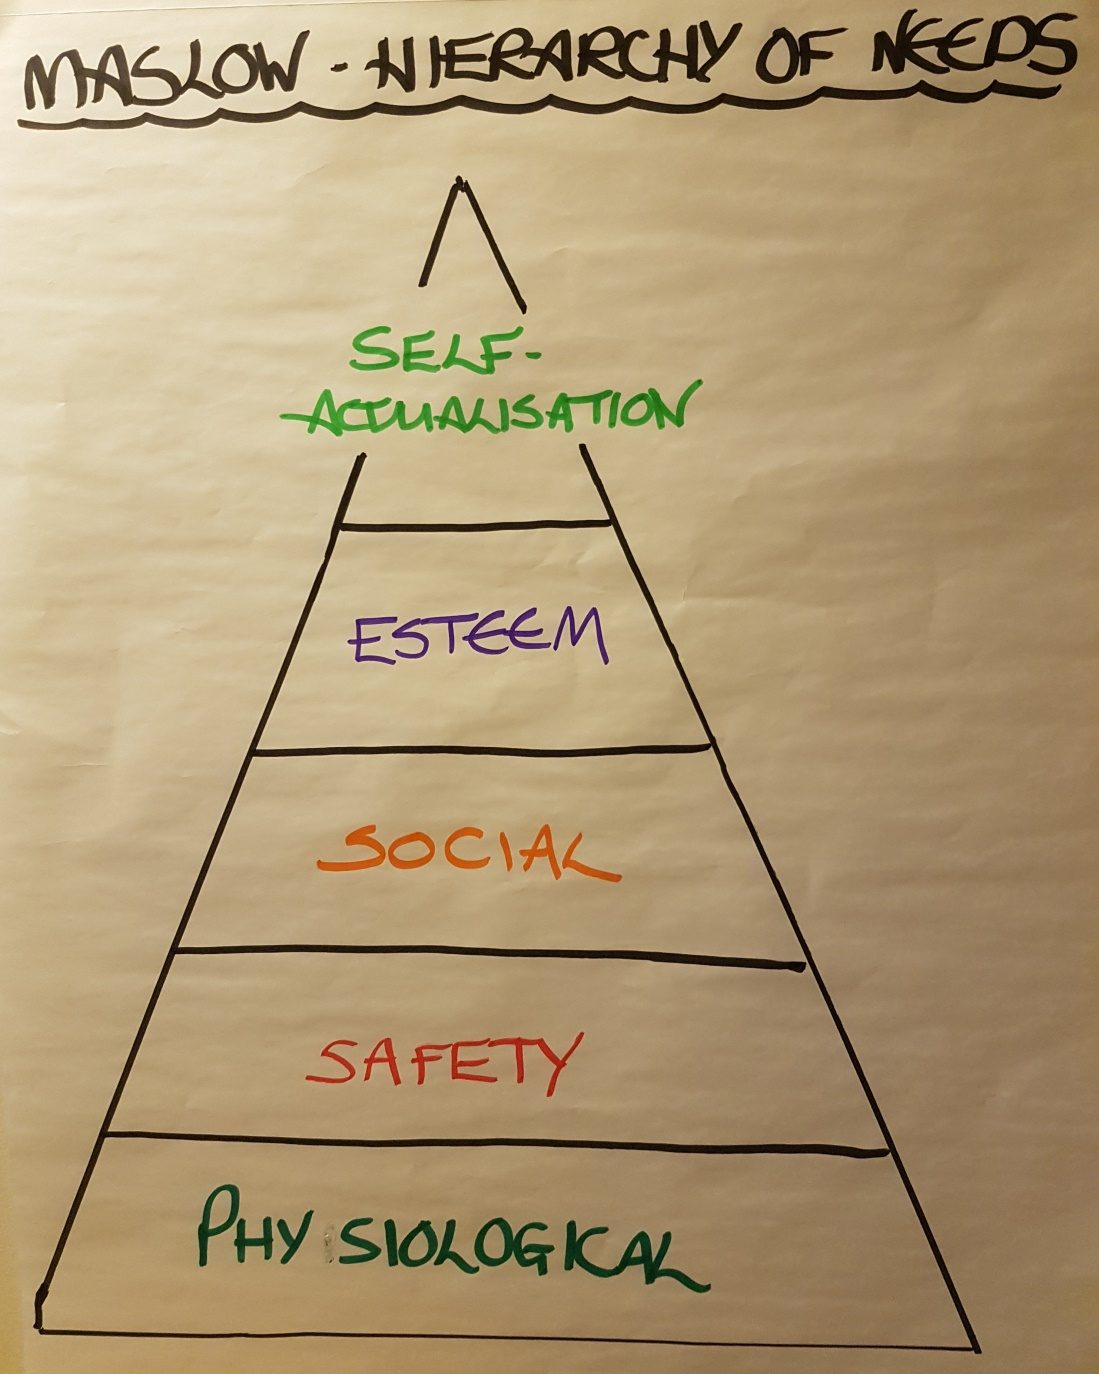 MASLOW - HIERARCHY OF NEEDS
SELF-
ACTUALISATION
ESTEEM
SOCIAL
SAFETY
PHYSIOLOGICAL